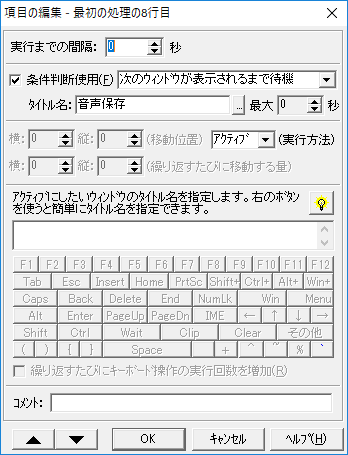 項目の編集 - 最初の処理の8行目
実行までの間隔: 0 秒
条件判断使用(F) 次のウィンドウが表示されるまで待機
タイトル名: 音声保存 ... 最大 0 秒
横: 0 縦: 0 (移動位置) アクティブ (実行方法)
横: 0 縦: 0 (繰り返すたびに移動する量)
アクティブにしたいウィンドウのタイトル名を指定します。右のボタン
を使うと簡単にタイトル名を指定できます。
F1 F2 F3 F4 F5 F6 F7 F8 F9 F10 F11 F12
Tab Esc Insert Home PrtSc Shift+ Ctrl+ Alt+ Win+
Caps Back Delete End NumLk Win Menu
Alt Enter PageUp PageDn IME ← ↑ ↓ →
Shift Ctrl Wait Clip Clear その他
( ) { } Space + ^ ~ % `
繰り返すたびにキーボード操作の実行回数を増加(R)
コメント:
▲ ▼ OK キャンセル ヘルプ(H)